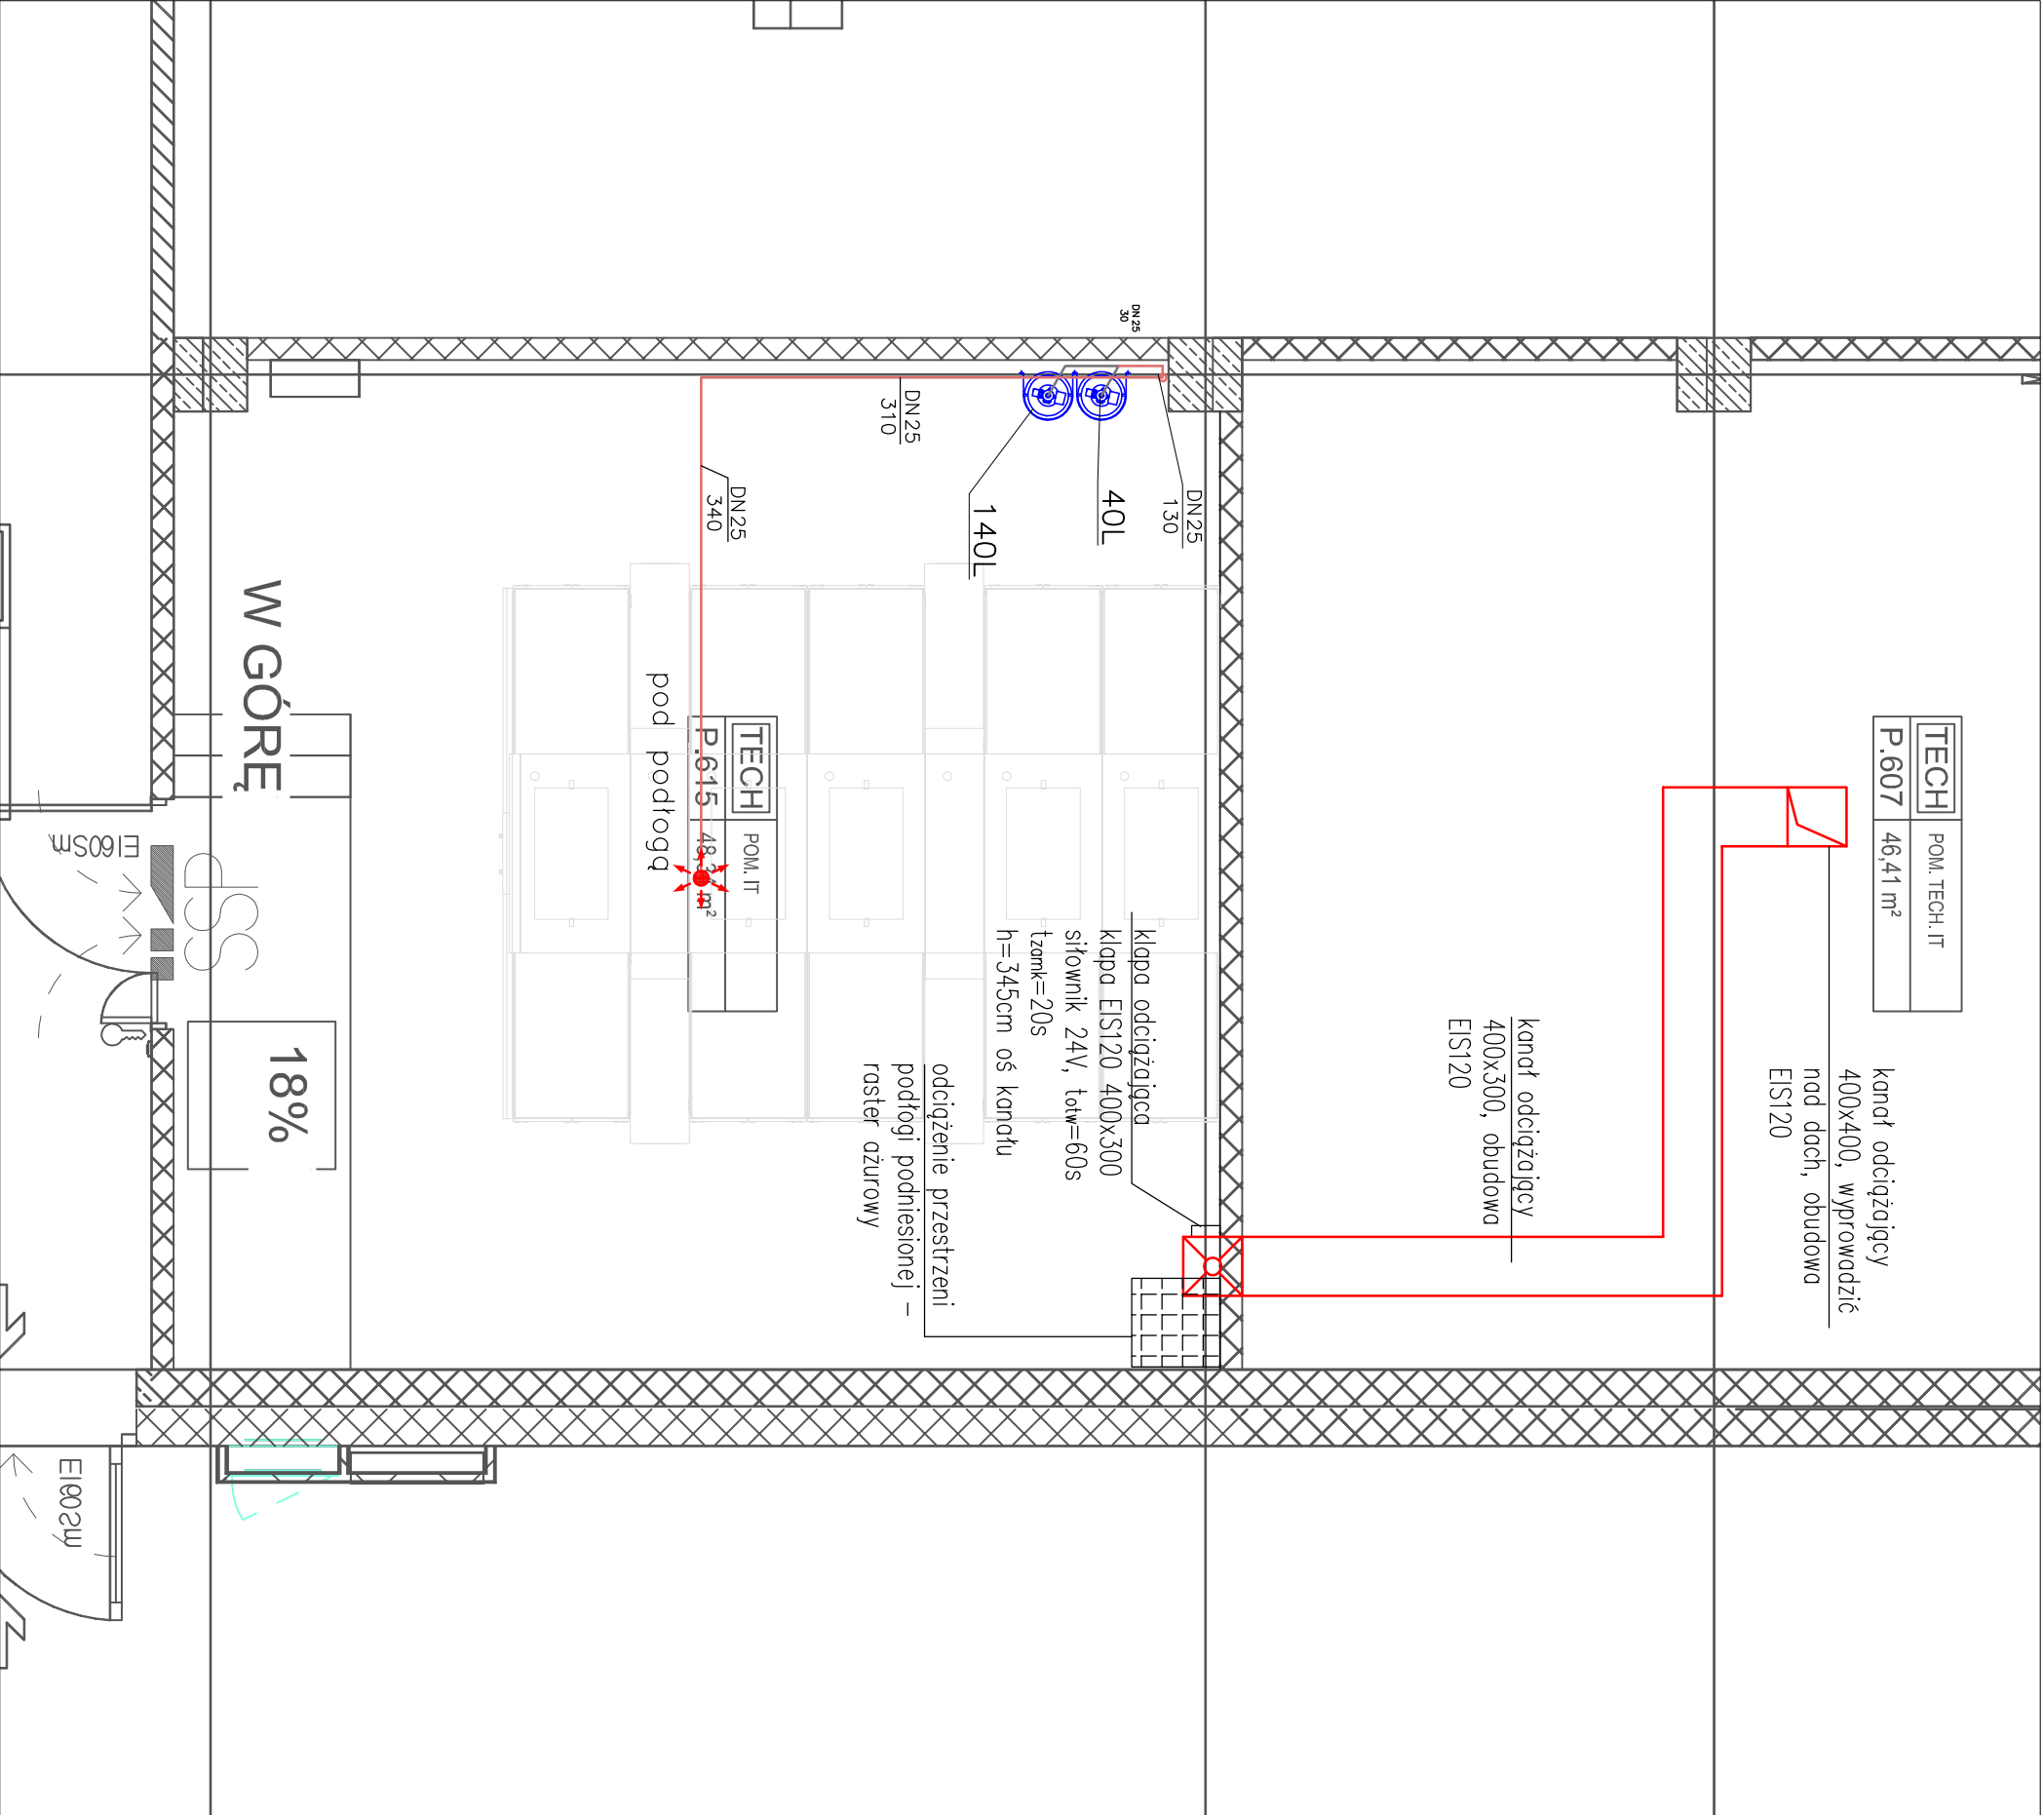 DN25
30
DN25
130
40L
140L
DN25
310
DN25
340
TECH
P.607
POM. TECH. IT
46,41 m²
kanał odciążający
400x400, wyprowadzić
nad dach, obudowa
EIS120
kanał odciążający
400x300, obudowa
EIS120
klapa odciążająca
klapa EIS120 400x300
siłownik 24V, totw=60s
tzamk=20s
h=345cm oś kanału
odciążenie przestrzeni
podłogi podniesionej –
raster ażurowy
TECH
P.615
POM. IT
m²
pod podłogą
W GÓRĘ
18%
dSS
EI60Sm
EI60Sm